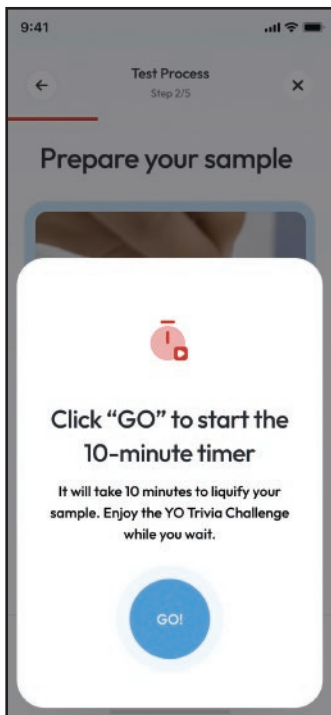 9:41
Test Process
Step 2/5
Prepare your sample
Click “GO” to start the
10-minute timer
It will take 10 minutes to liquify your
sample. Enjoy the YO Trivia Challenge
while you wait.
GO!